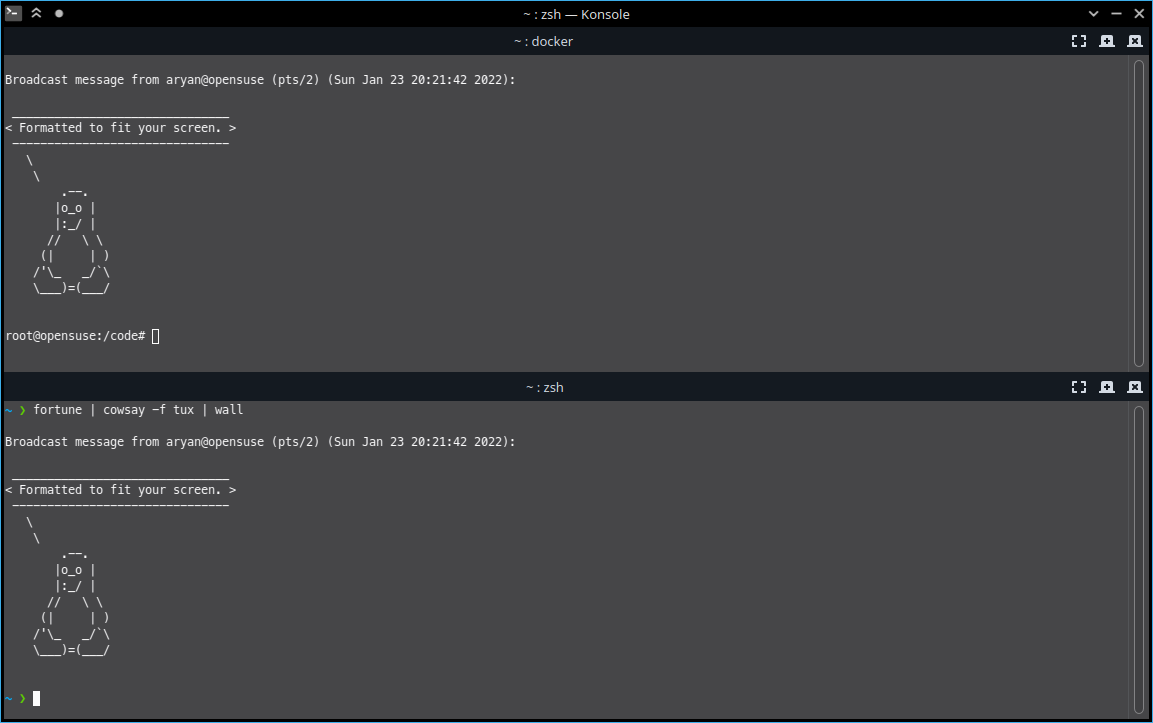 ~ : zsh — Konsole
~ : docker
Broadcast message from aryan@opensuse (pts/2) (Sun Jan 23 20:21:42 2022):
 _______________________________
< Formatted to fit your screen. >
 -------------------------------
   \
    \
        .--.
       |o_o |
       |:_/ |
      //   \ \
     (|     | )
    /'\_   _/`\
    \___)=(___/
root@opensuse:/code#
~ : zsh
~ ❯ fortune | cowsay -f tux | wall
Broadcast message from aryan@opensuse (pts/2) (Sun Jan 23 20:21:42 2022):
 _______________________________
< Formatted to fit your screen. >
 -------------------------------
   \
    \
        .--.
       |o_o |
       |:_/ |
      //   \ \
     (|     | )
    /'\_   _/`\
    \___)=(___/
~ ❯